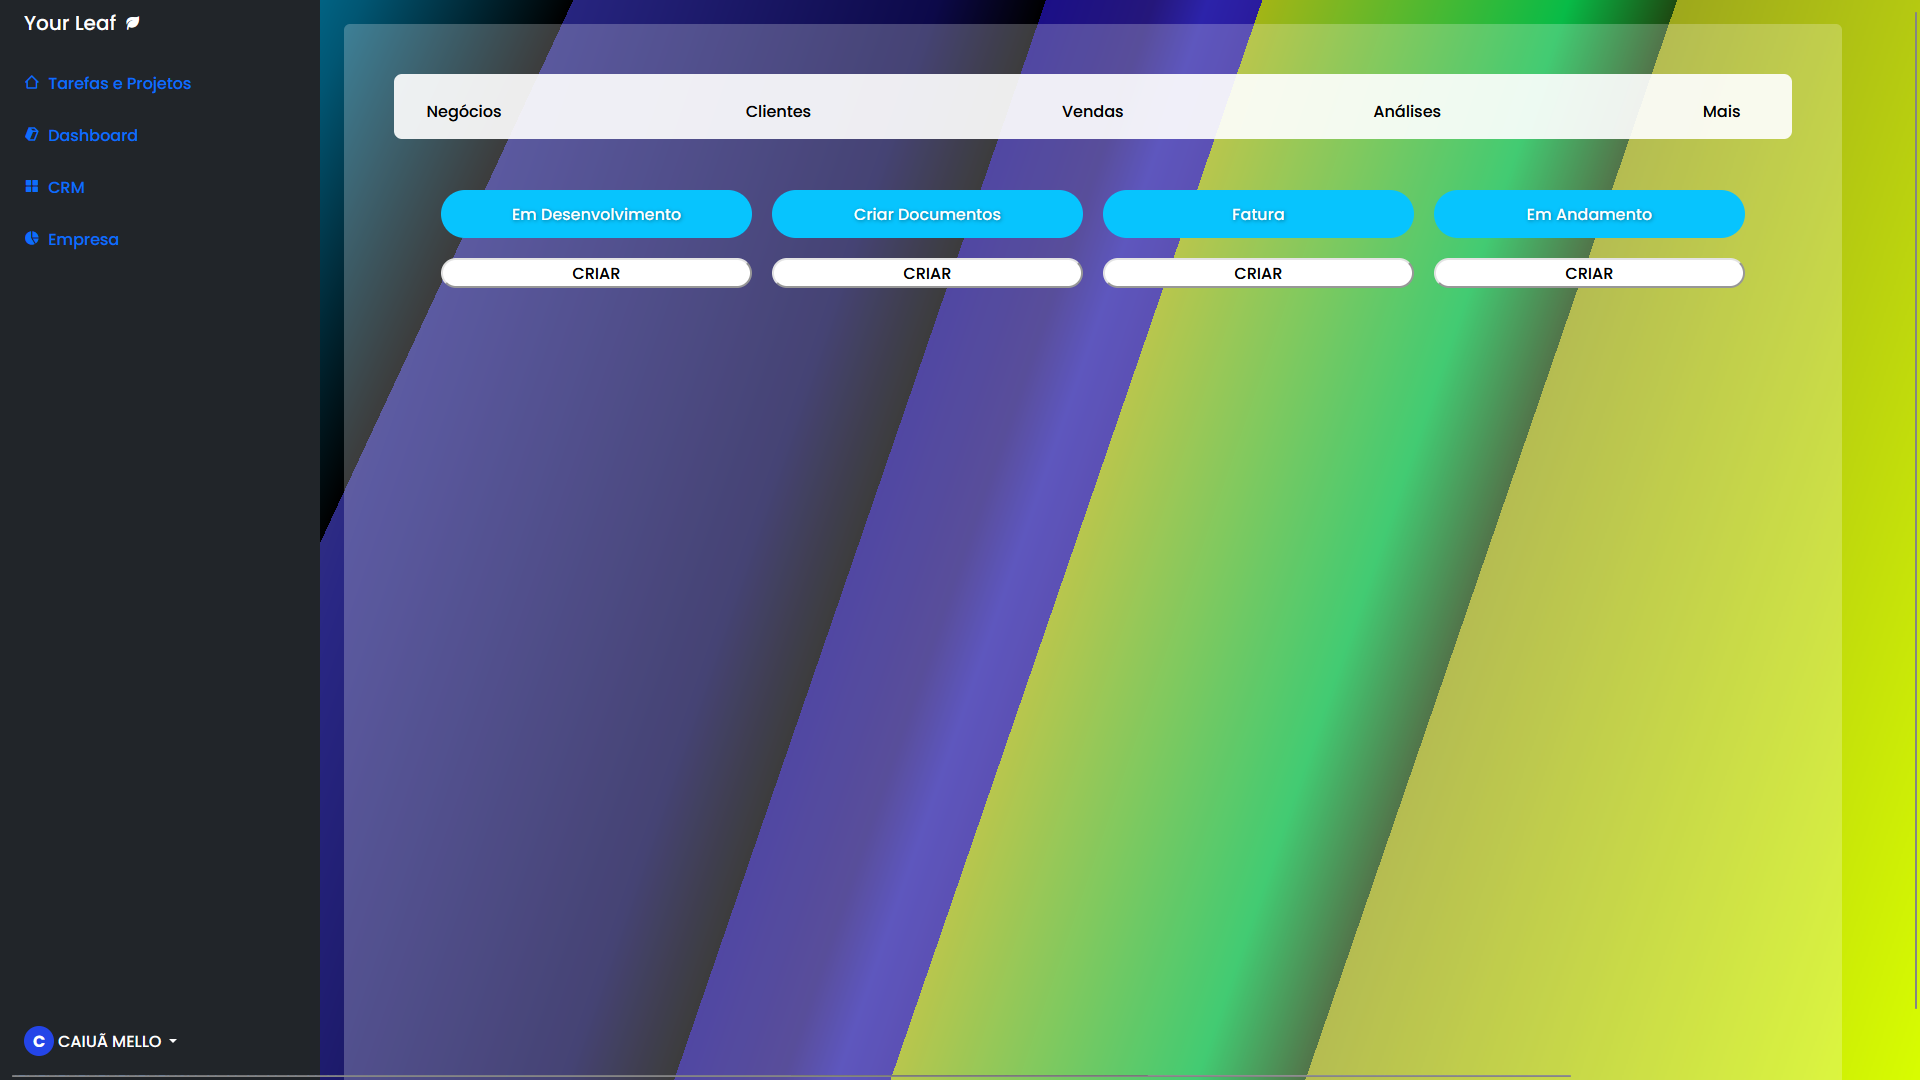 Your Leaf
Tarefas e Projetos
Dashboard
CRM
Empresa
Negócios Clientes Vendas Análises Mais
Em Desenvolvimento Criar Documentos Fatura Em Andamento
CRIAR CRIAR CRIAR CRIAR
C CAIUÃ MELLO